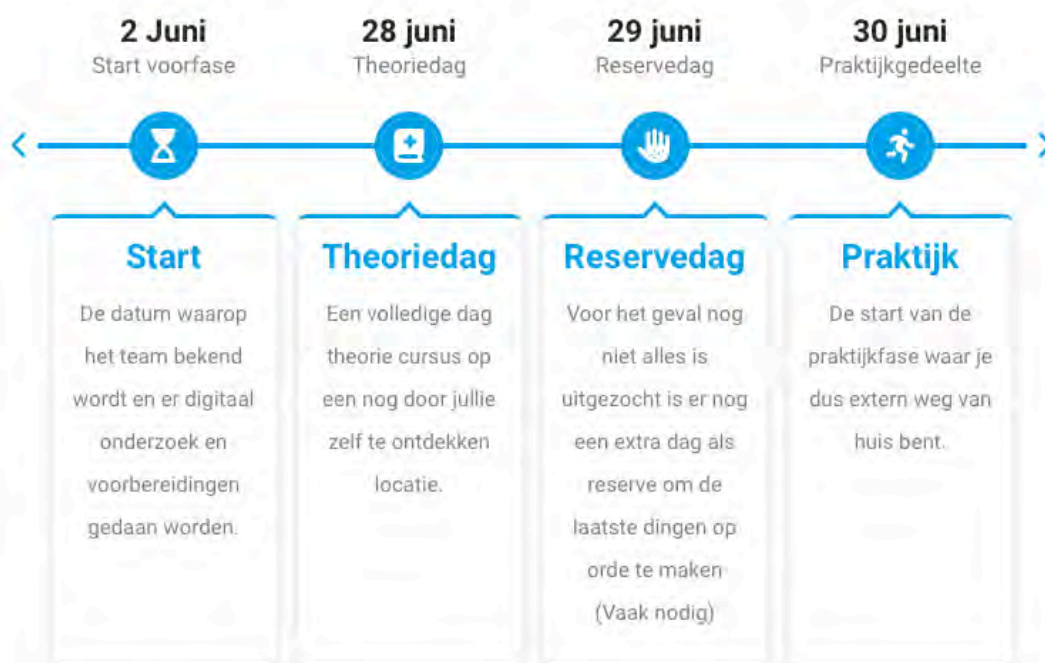 2 Juni
Start voorfase
28 juni
Theoriedag
29 juni
Reservedag
30 juni
Praktijkgedeelte
Start
De datum waarop
het team bekend
wordt en er digitaal
onderzoek en
voorbereidingen
gedaan worden.
Theoriedag
Een volledige dag
theorie cursus op
een nog door jullie
zelf te ontdekken
locatie.
Reservedag
Voor het geval nog
niet alles is
uitgezocht is er nog
een extra dag als
reserve om de
laatste dingen op
orde te maken
(Vaak nodig)
Praktijk
De start van de
praktijkfase waar je
dus extern weg van
huis bent.